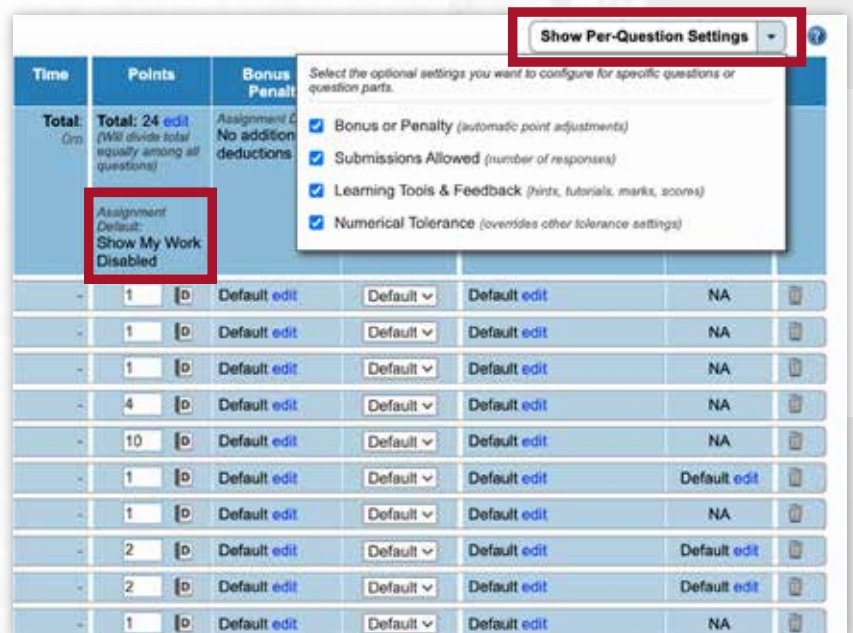 Show Per-Question Settings
Time Points Bonus
Penalt
Select the optional settings you want to configure for specific questions or
question parts.
Bonus or Penalty (automatic point adjustments)
Submissions Allowed (number of responses)
Learning Tools & Feedback (hints, tutorials, marks, scores)
Numerical Tolerance (overrides other tolerance settings)
Total: Total: 24 edit Assignment D
0m (Will divide total No addition
equally among all deductions
questions)
Assignment
Default:
Show My Work
Disabled
- 1 D Default edit Default Default edit NA
- 1 D Default edit Default Default edit NA
- 1 D Default edit Default Default edit NA
- 4 D Default edit Default Default edit NA
- 10 D Default edit Default Default edit NA
- 1 D Default edit Default Default edit Default edit
- 1 D Default edit Default Default edit NA
- 2 D Default edit Default Default edit Default edit
- 2 D Default edit Default Default edit Default edit
- 1 D Default edit Default Default edit NA